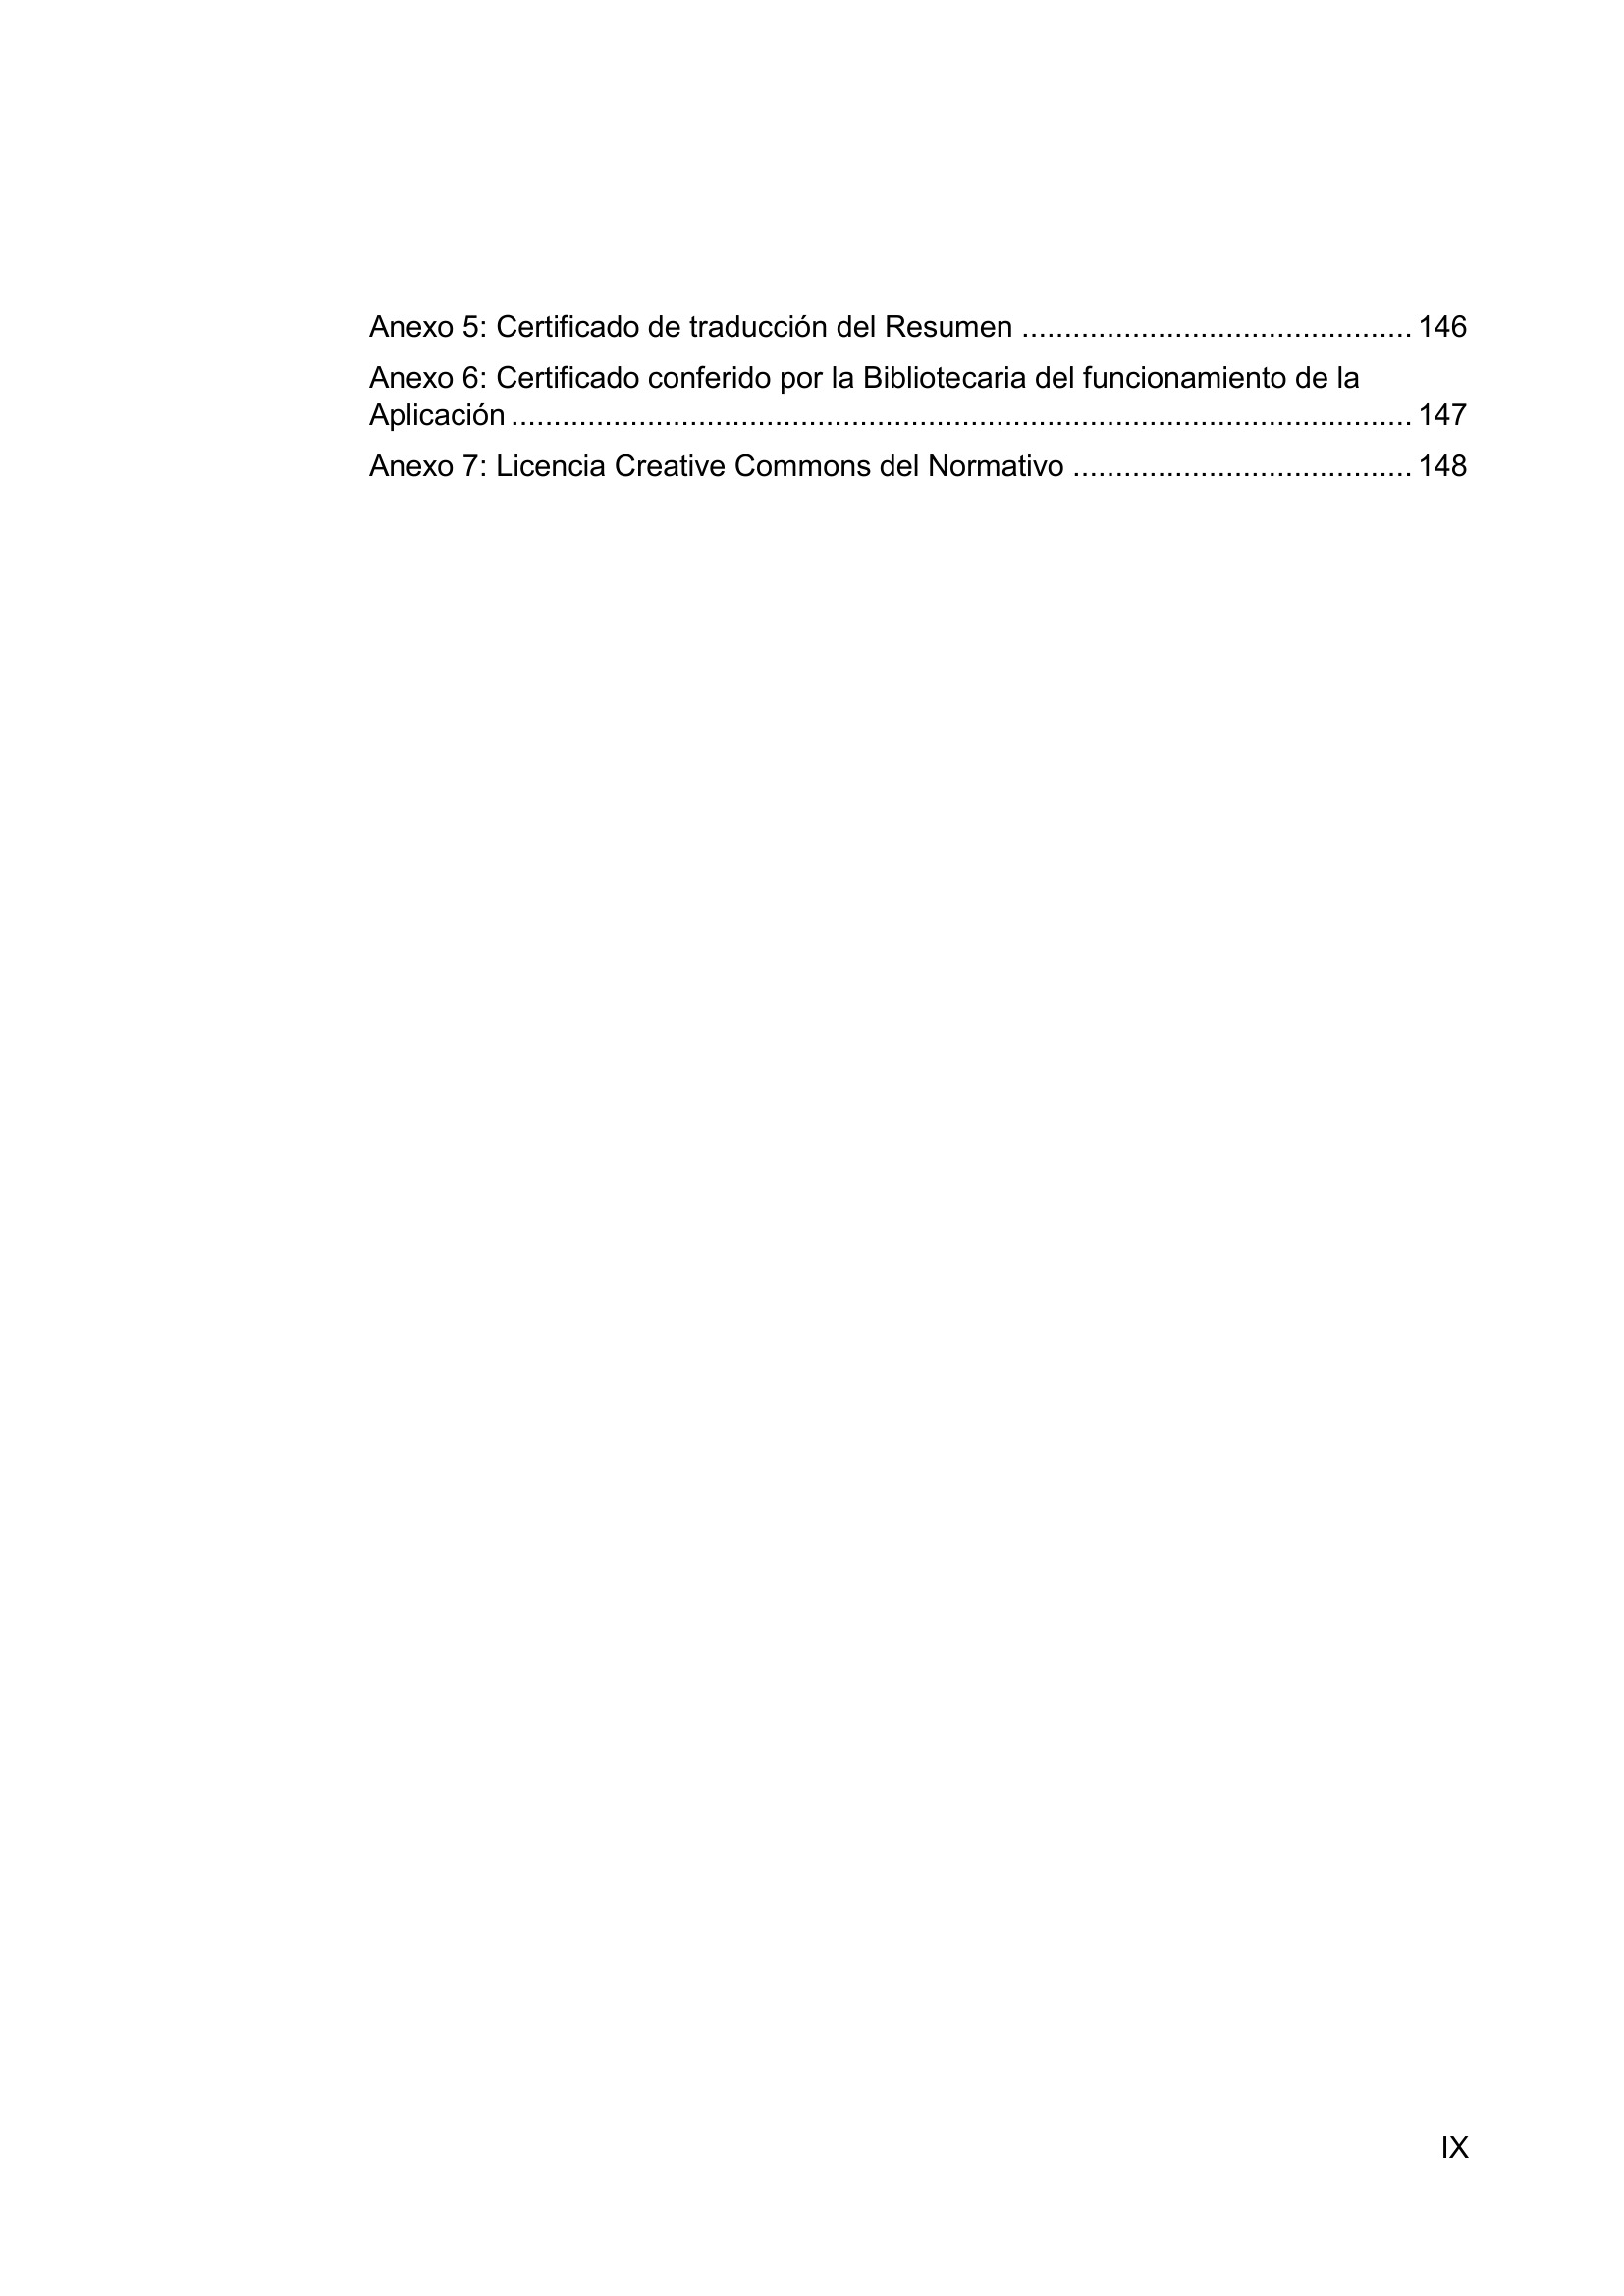 Anexo 5: Certificado de traducción del Resumen .............................................. 146
Anexo 6: Certificado conferido por la Bibliotecaria del funcionamiento de la
Aplicación .......................................................................................................... 147
Anexo 7: Licencia Creative Commons del Normativo ........................................ 148
IX